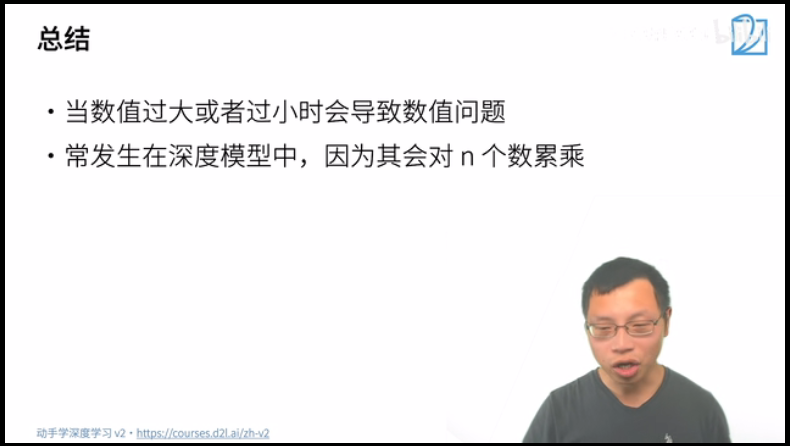 总结
• 当数值过大或者过小时会导致数值问题
• 常发生在深度模型中，因为其会对 n 个数累乘
动手学深度学习 v2 • https://courses.d2l.ai/zh-v2